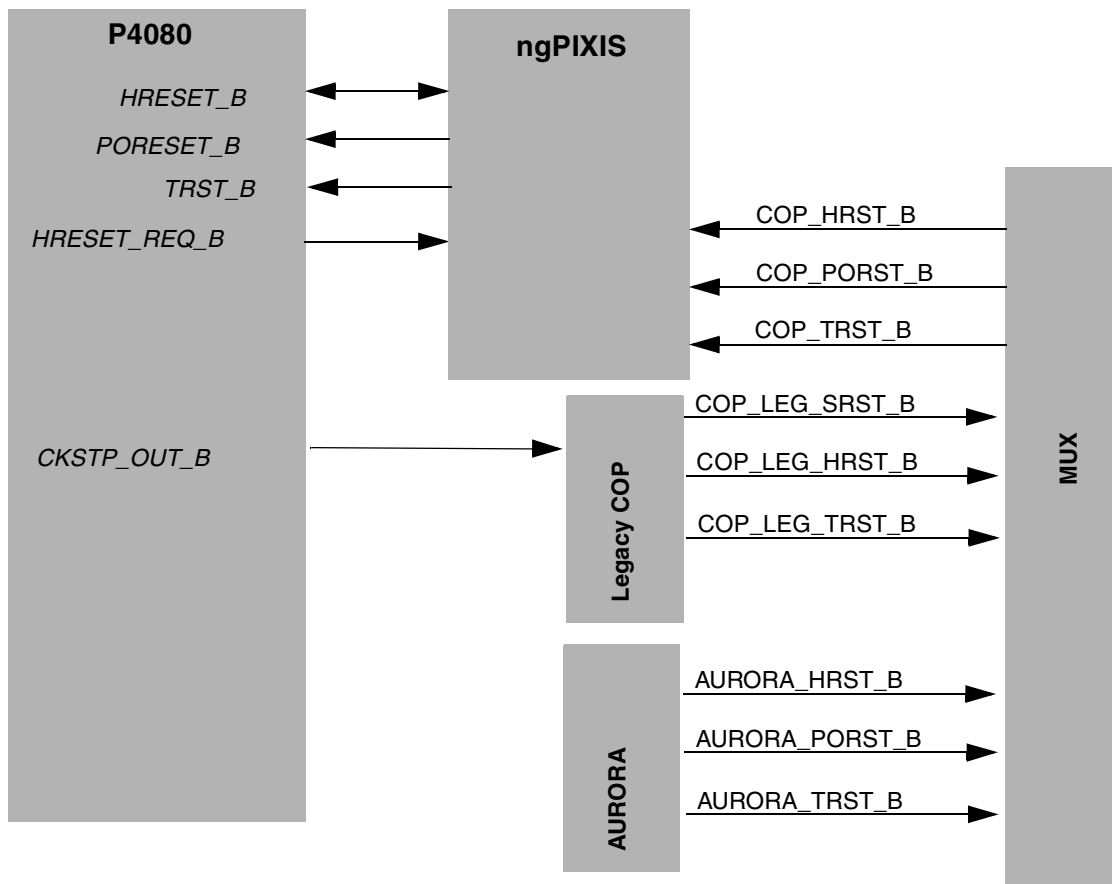 P4080
HRESET_B
PORESET_B
TRST_B
HRESET_REQ_B
CKSTP_OUT_B
ngPIXIS
COP_HRST_B
COP_PORST_B
COP_TRST_B
Legacy COP
COP_LEG_SRST_B
COP_LEG_HRST_B
COP_LEG_TRST_B
AURORA
AURORA_HRST_B
AURORA_PORST_B
AURORA_TRST_B
MUX